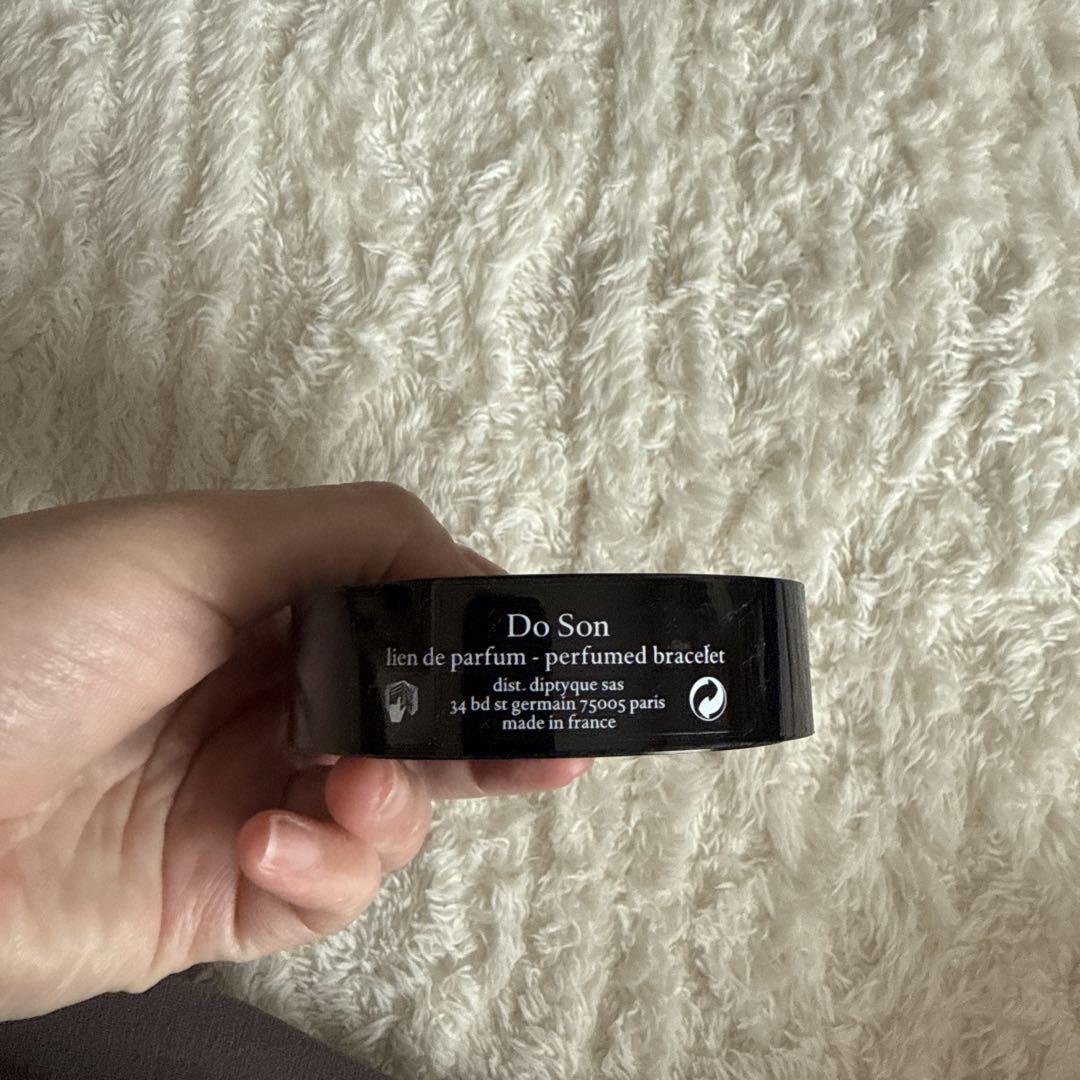 Do Son
lien de parfum - perfumed bracelet
dist. diptyque sas
34 bd st germain 75005 paris
made in france